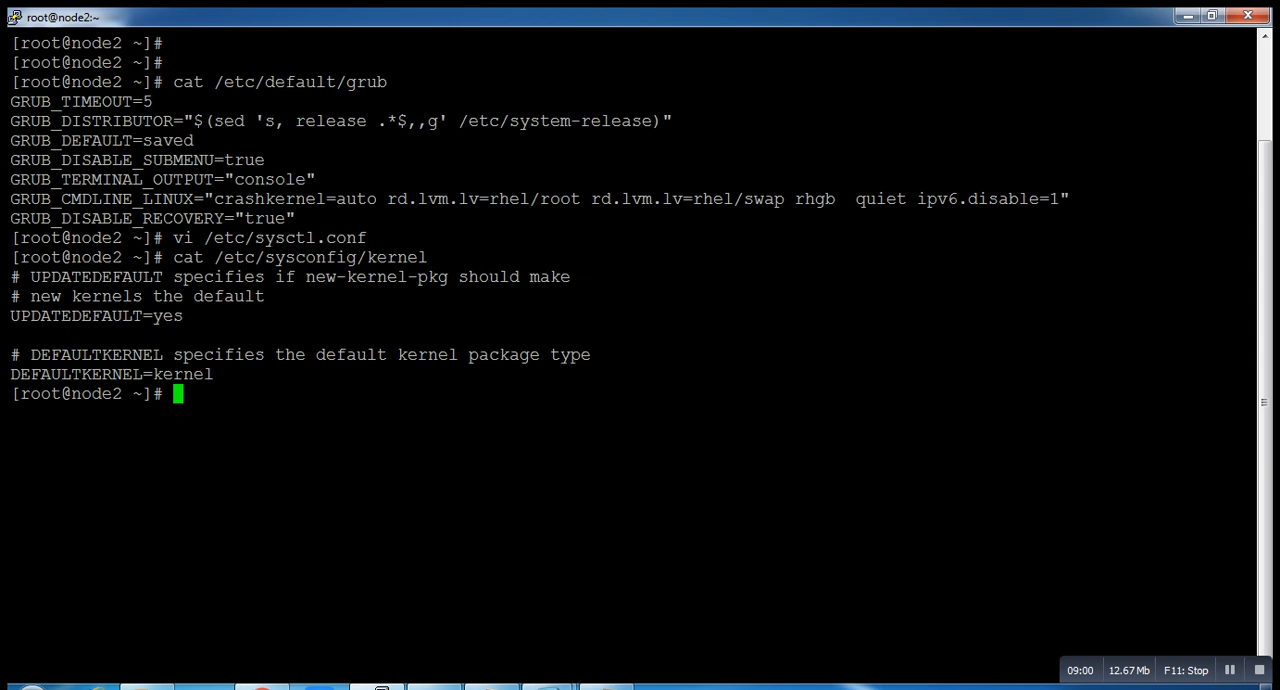 root@node2:~
[root@node2 ~]#
[root@node2 ~]#
[root@node2 ~]# cat /etc/default/grub
GRUB_TIMEOUT=5
GRUB_DISTRIBUTOR="$(sed 's, release .*$,,g' /etc/system-release)"
GRUB_DEFAULT=saved
GRUB_DISABLE_SUBMENU=true
GRUB_TERMINAL_OUTPUT="console"
GRUB_CMDLINE_LINUX="crashkernel=auto rd.lvm.lv=rhel/root rd.lvm.lv=rhel/swap rhgb  quiet ipv6.disable=1"
GRUB_DISABLE_RECOVERY="true"
[root@node2 ~]# vi /etc/sysctl.conf
[root@node2 ~]# cat /etc/sysconfig/kernel
# UPDATEDEFAULT specifies if new-kernel-pkg should make
# new kernels the default
UPDATEDEFAULT=yes
# DEFAULTKERNEL specifies the default kernel package type
DEFAULTKERNEL=kernel
[root@node2 ~]#
09:00 12.67 Mb F11: Stop